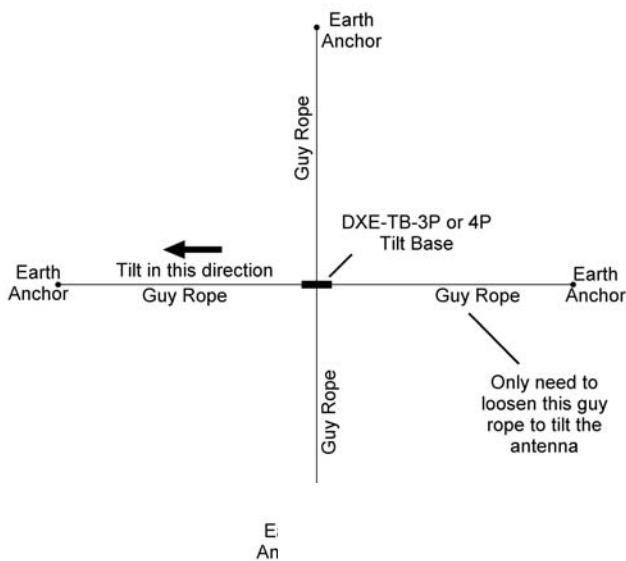 Earth
Anchor
Guy Rope
DXE-TB-3P or 4P
Tilt Base
Tilt in this direction
Earth
Anchor
Guy Rope
Guy Rope
Earth
Anchor
Only need to
loosen this guy
rope to tilt the
antenna
Guy Rope